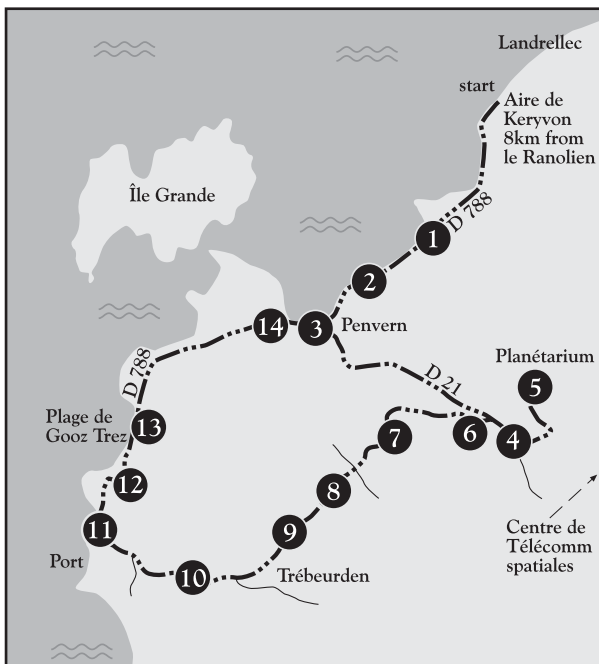 Landrellec
start
Aire de
Keryvon
8km from
le Ranolien
Île Grande
D 788
1
2
14
3
Penvern
D 788
D 21
Planétarium
5
Plage de
Gooz Trez
13
7
6
4
12
8
11
9
Centre de
Télécomm
spatiales
Port
10
Trébeurden